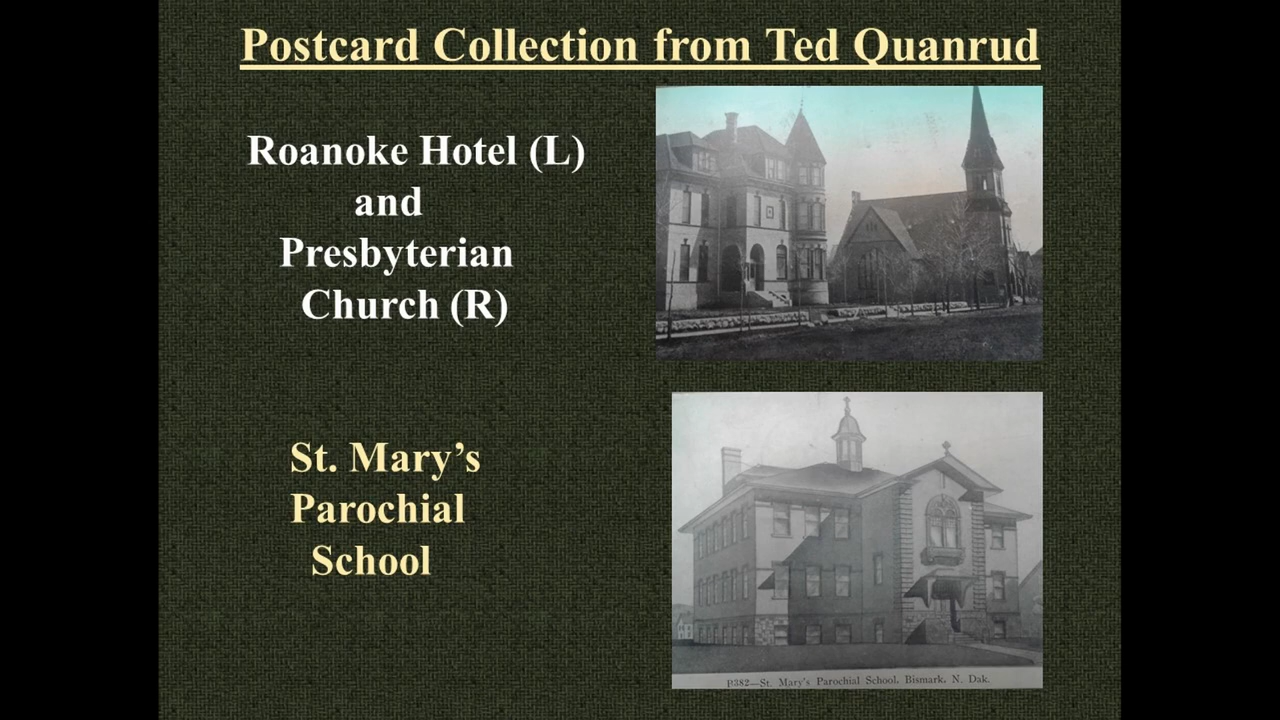 Postcard Collection from Ted Quanrud
Roanoke Hotel (L)
and
Presbyterian
Church (R)
St. Mary’s
Parochial
School
B382—St. Mary's Parochial School, Bismark, N. Dak.